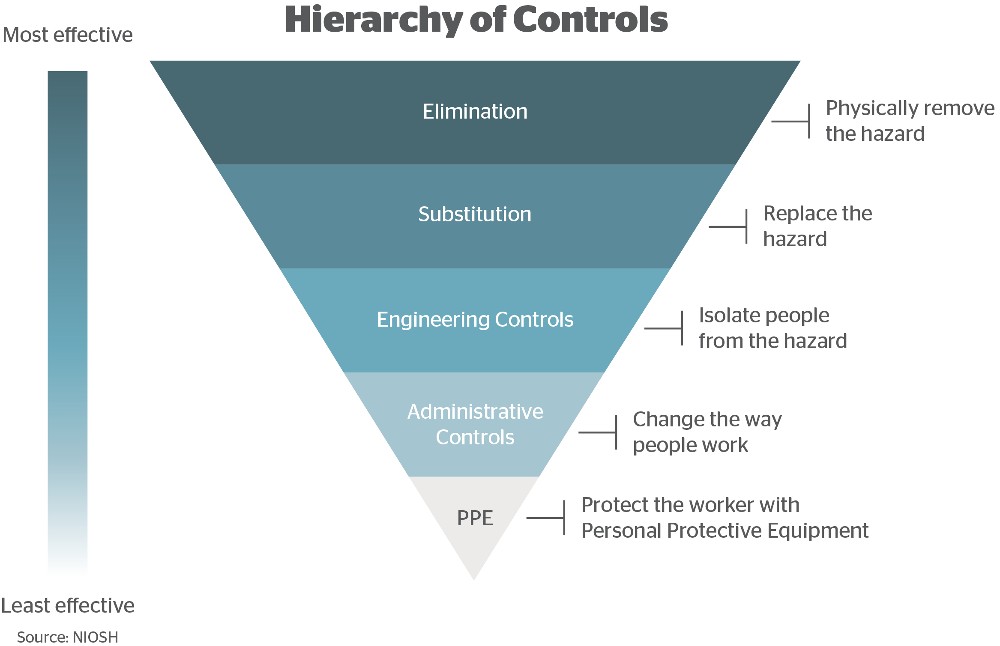 Hierarchy of Controls
Most effective
Elimination
Physically remove
the hazard
Substitution
Replace the
hazard
Engineering Controls
Isolate people
from the hazard
Administrative
Controls
Change the way
people work
PPE
Protect the worker with
Personal Protective Equipment
Least effective
Source: NIOSH